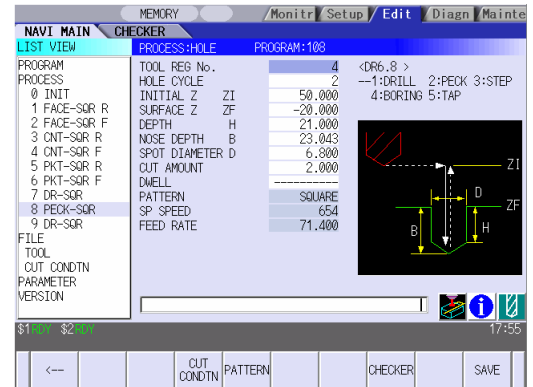 MEMORY Monitr Setup Edit Diagn Mainte
NAVI MAIN CHECKER
LIST VIEW PROCESS:HOLE PROGRAM:108
PROGRAM
PROCESS
0 INIT
1 FACE-SQR R
2 FACE-SQR F
3 CNT-SQR R
4 CNT-SQR F
5 PKT-SQR R
6 PKT-SQR F
7 DR-SQR
8 PECK-SQR
9 DR-SQR
FILE
TOOL
CUT CONDTN
PARAMETER
VERSION
TOOL REG No. 4 <DR6.8 >
HOLE CYCLE 2 --1:DRILL 2:PECK 3:STEP
INITIAL Z ZI 50.000 4:BORING 5:TAP
SURFACE Z ZF -20.000
DEPTH H 21.000
NOSE DEPTH B 23.043
SPOT DIAMETER D 6.800
CUT AMOUNT 2.000
DWELL ----------
PATTERN SQUARE
SP SPEED 654
FEED RATE 71.400
ZI
D
ZF
B
H
$1RDY $2RDY 17:55
<-- CUT CONDTN PATTERN CHECKER SAVE